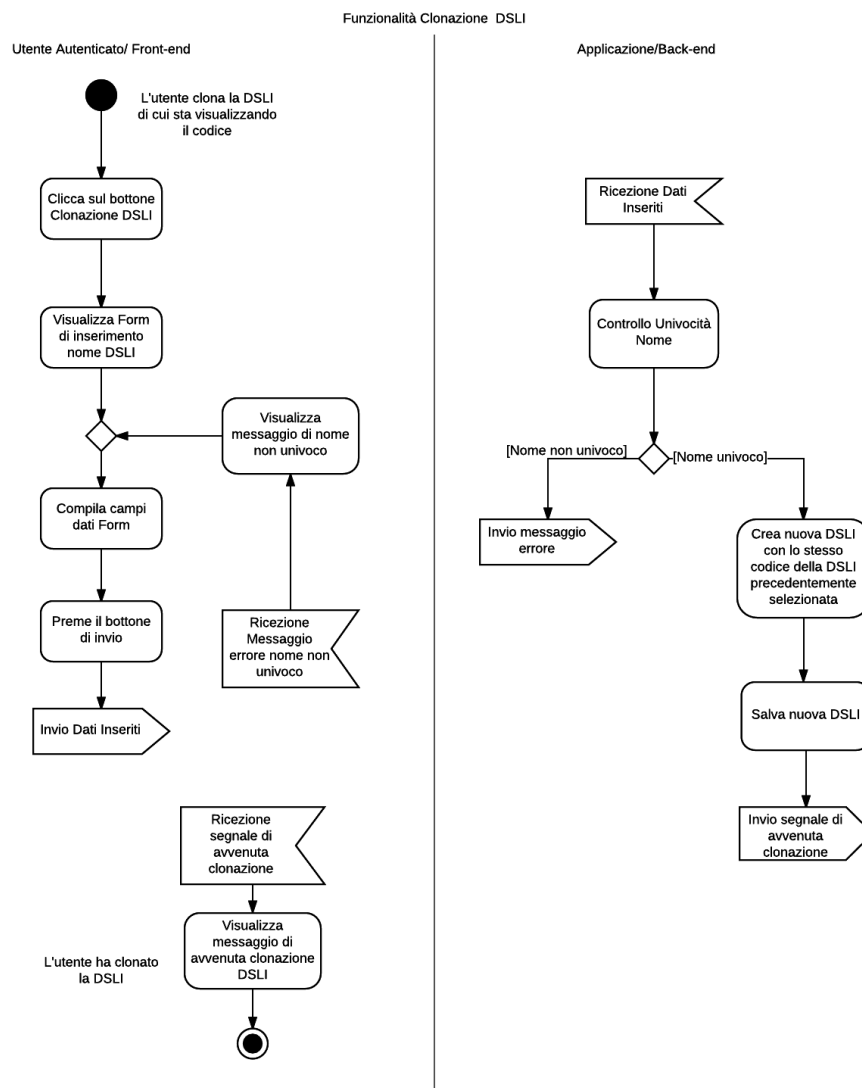 Funzionalità Clonazione DSLI
Utente Autenticato/ Front-end
Applicazione/Back-end
L'utente clona la DSLI
di cui sta visualizzando
il codice
Clicca sul bottone
Clonazione DSLI
Visualizza Form
di inserimento
nome DSLI
Visualizza
messaggio di nome
non univoco
Compila campi
dati Form
Preme il bottone
di invio
Ricezione
Messaggio
errore nome non
univoco
Invio Dati Inseriti
Ricezione
segnale di
avvenuta
clonazione
Visualizza
messaggio di
avvenuta clonazione
DSLI
L'utente ha clonato
la DSLI
Ricezione Dati
Inseriti
Controllo Univocità
Nome
[Nome non univoco]
[Nome univoco]
Invio messaggio
errore
Crea nuova DSLI
con lo stesso
codice della DSLI
precedentemente
selezionata
Salva nuova DSLI
Invio segnale di
avvenuta
clonazione